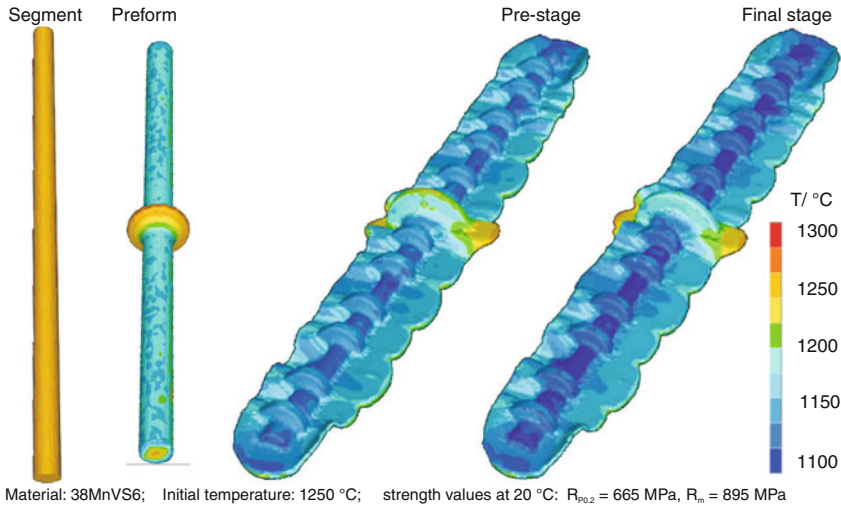 Segment Preform Pre-stage Final stage
T/ °C
1300
1250
1200
1150
1100
Material: 38MnVS6; Initial temperature: 1250 °C; strength values at 20 °C: RP0.2 = 665 MPa, Rm = 895 MPa